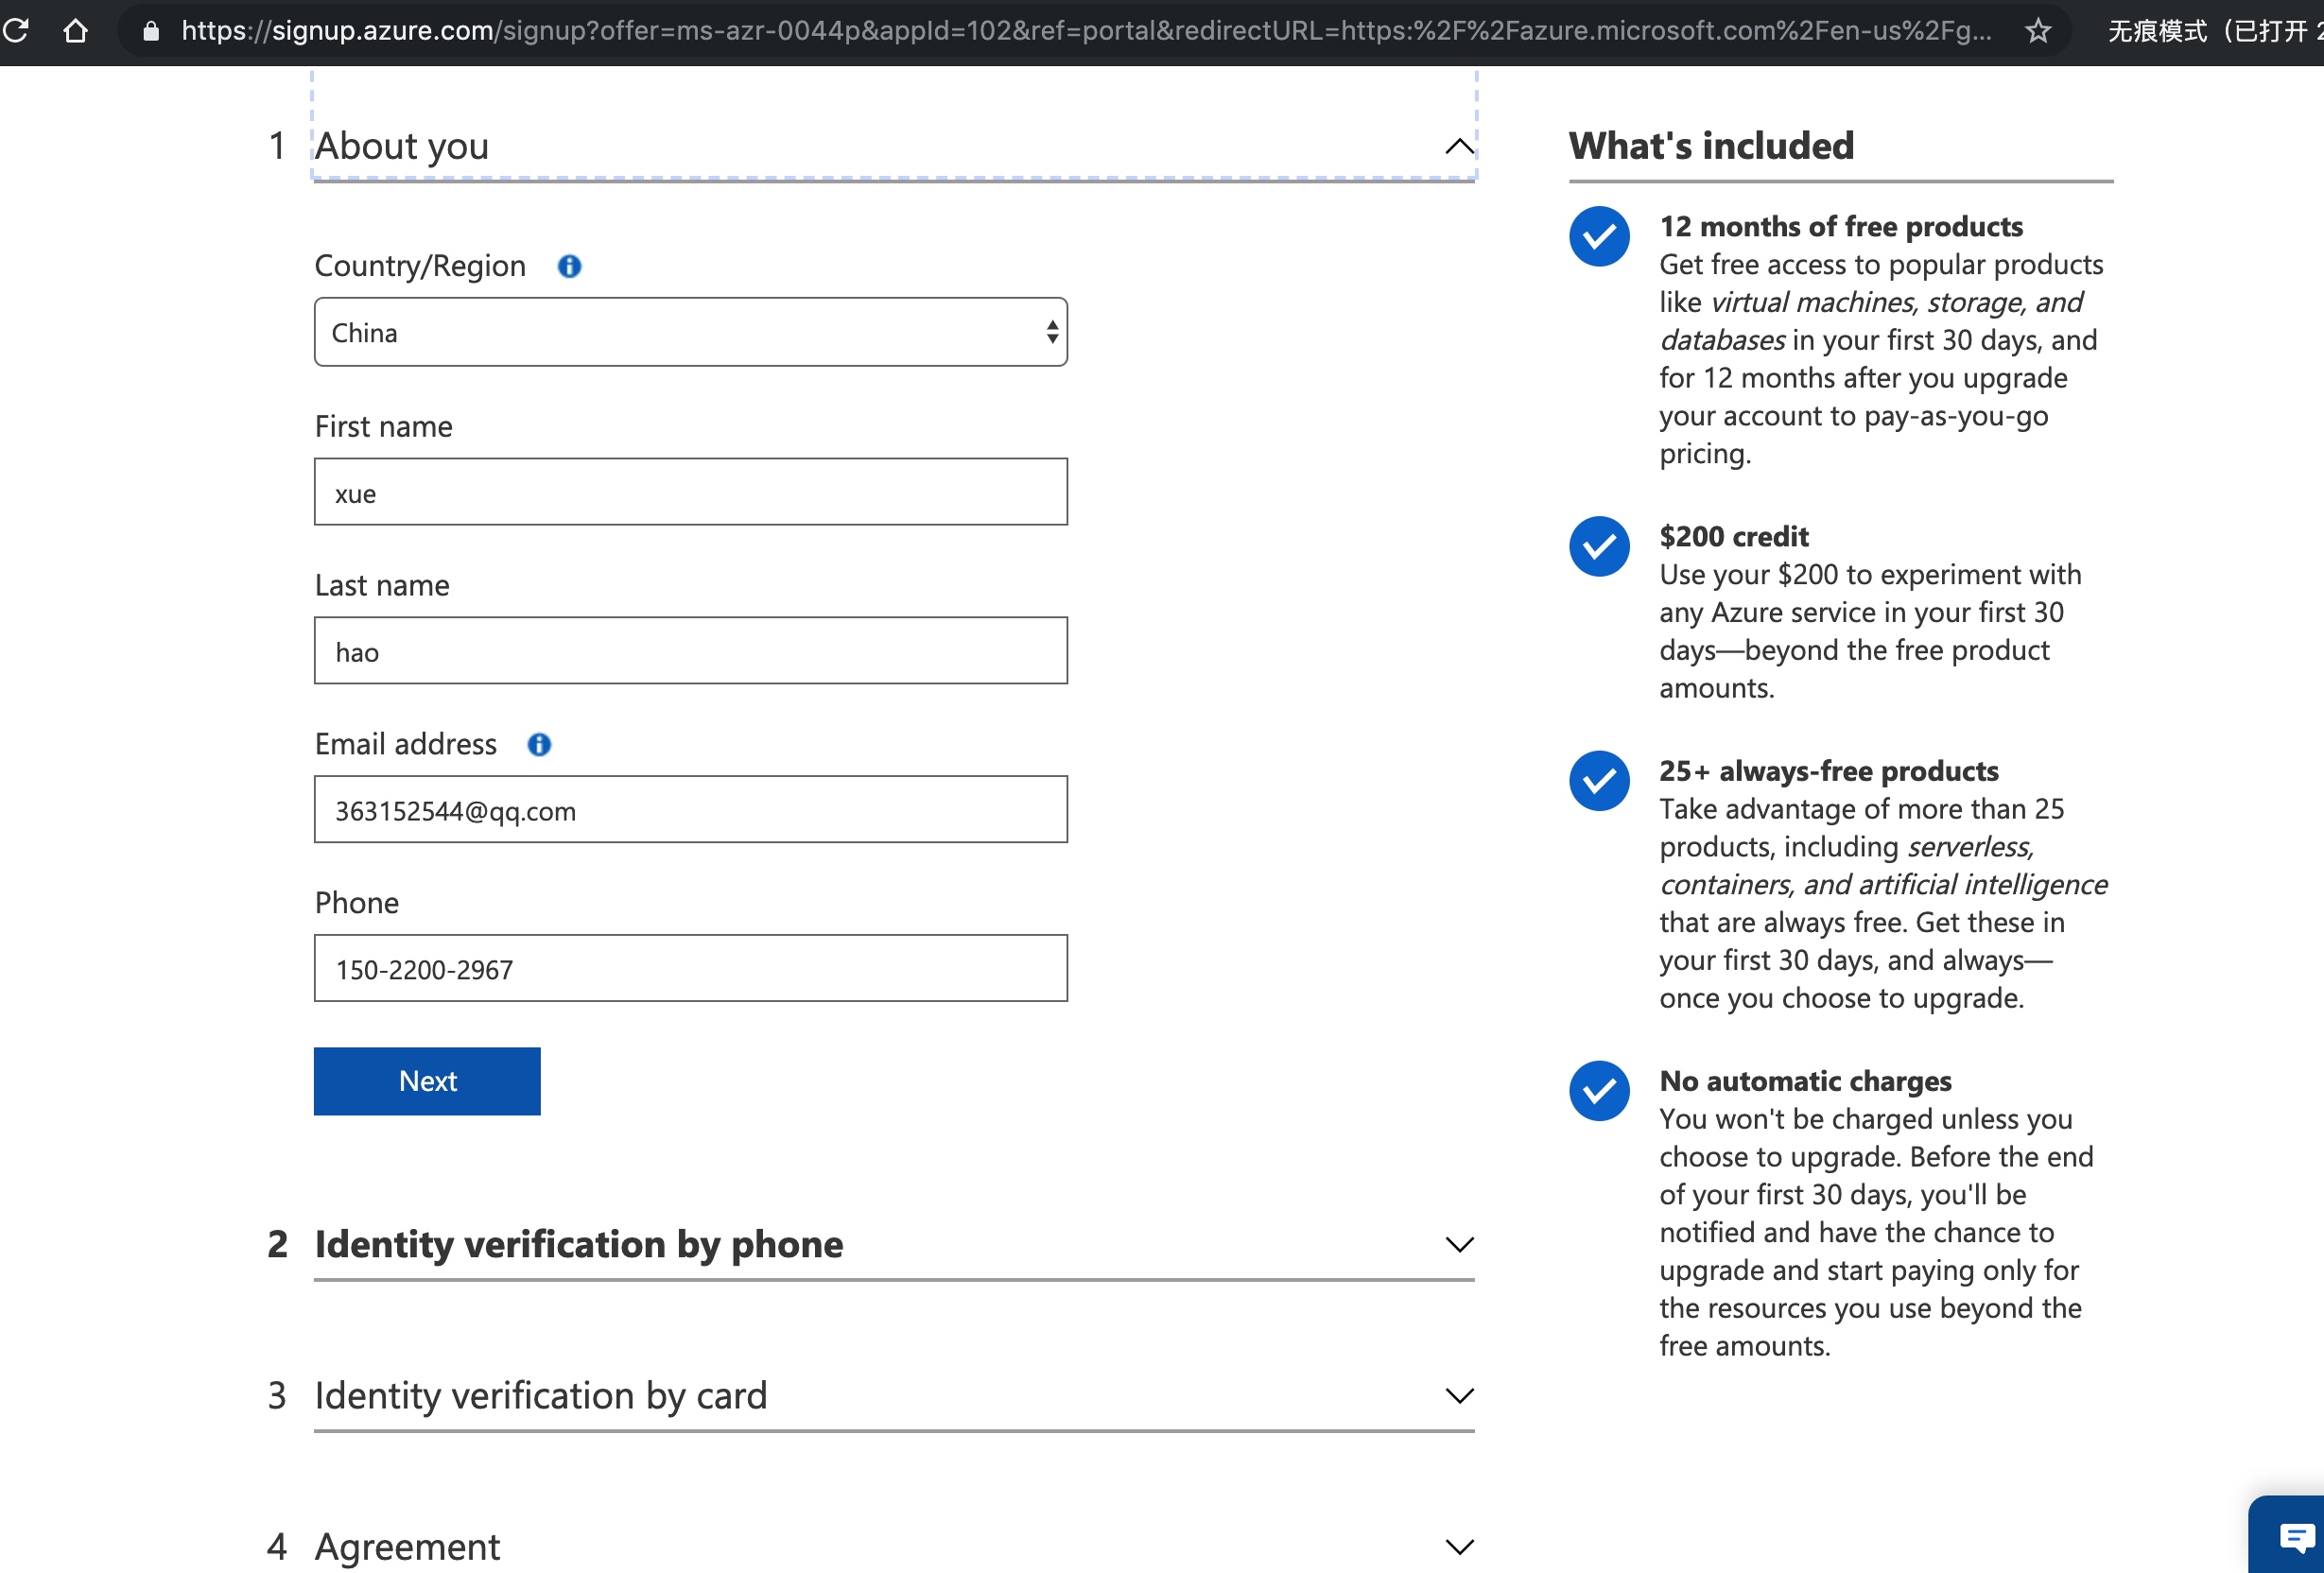 https://signup.azure.com/signup?offer=ms-azr-0044p&appId=102&ref=portal&redirectURL=https:%2F%2Fazure.microsoft.com%2Fen-us%2Fg...
无痕模式（已打开 2
1 About you
Country/Region
China
First name
xue
Last name
hao
Email address
363152544@qq.com
Phone
150-2200-2967
Next
2 Identity verification by phone
3 Identity verification by card
4 Agreement
What's included
12 months of free products
Get free access to popular products
like virtual machines, storage, and
databases in your first 30 days, and
for 12 months after you upgrade
your account to pay-as-you-go
pricing.
$200 credit
Use your $200 to experiment with
any Azure service in your first 30
days—beyond the free product
amounts.
25+ always-free products
Take advantage of more than 25
products, including serverless,
containers, and artificial intelligence
that are always free. Get these in
your first 30 days, and always—
once you choose to upgrade.
No automatic charges
You won't be charged unless you
choose to upgrade. Before the end
of your first 30 days, you'll be
notified and have the chance to
upgrade and start paying only for
the resources you use beyond the
free amounts.